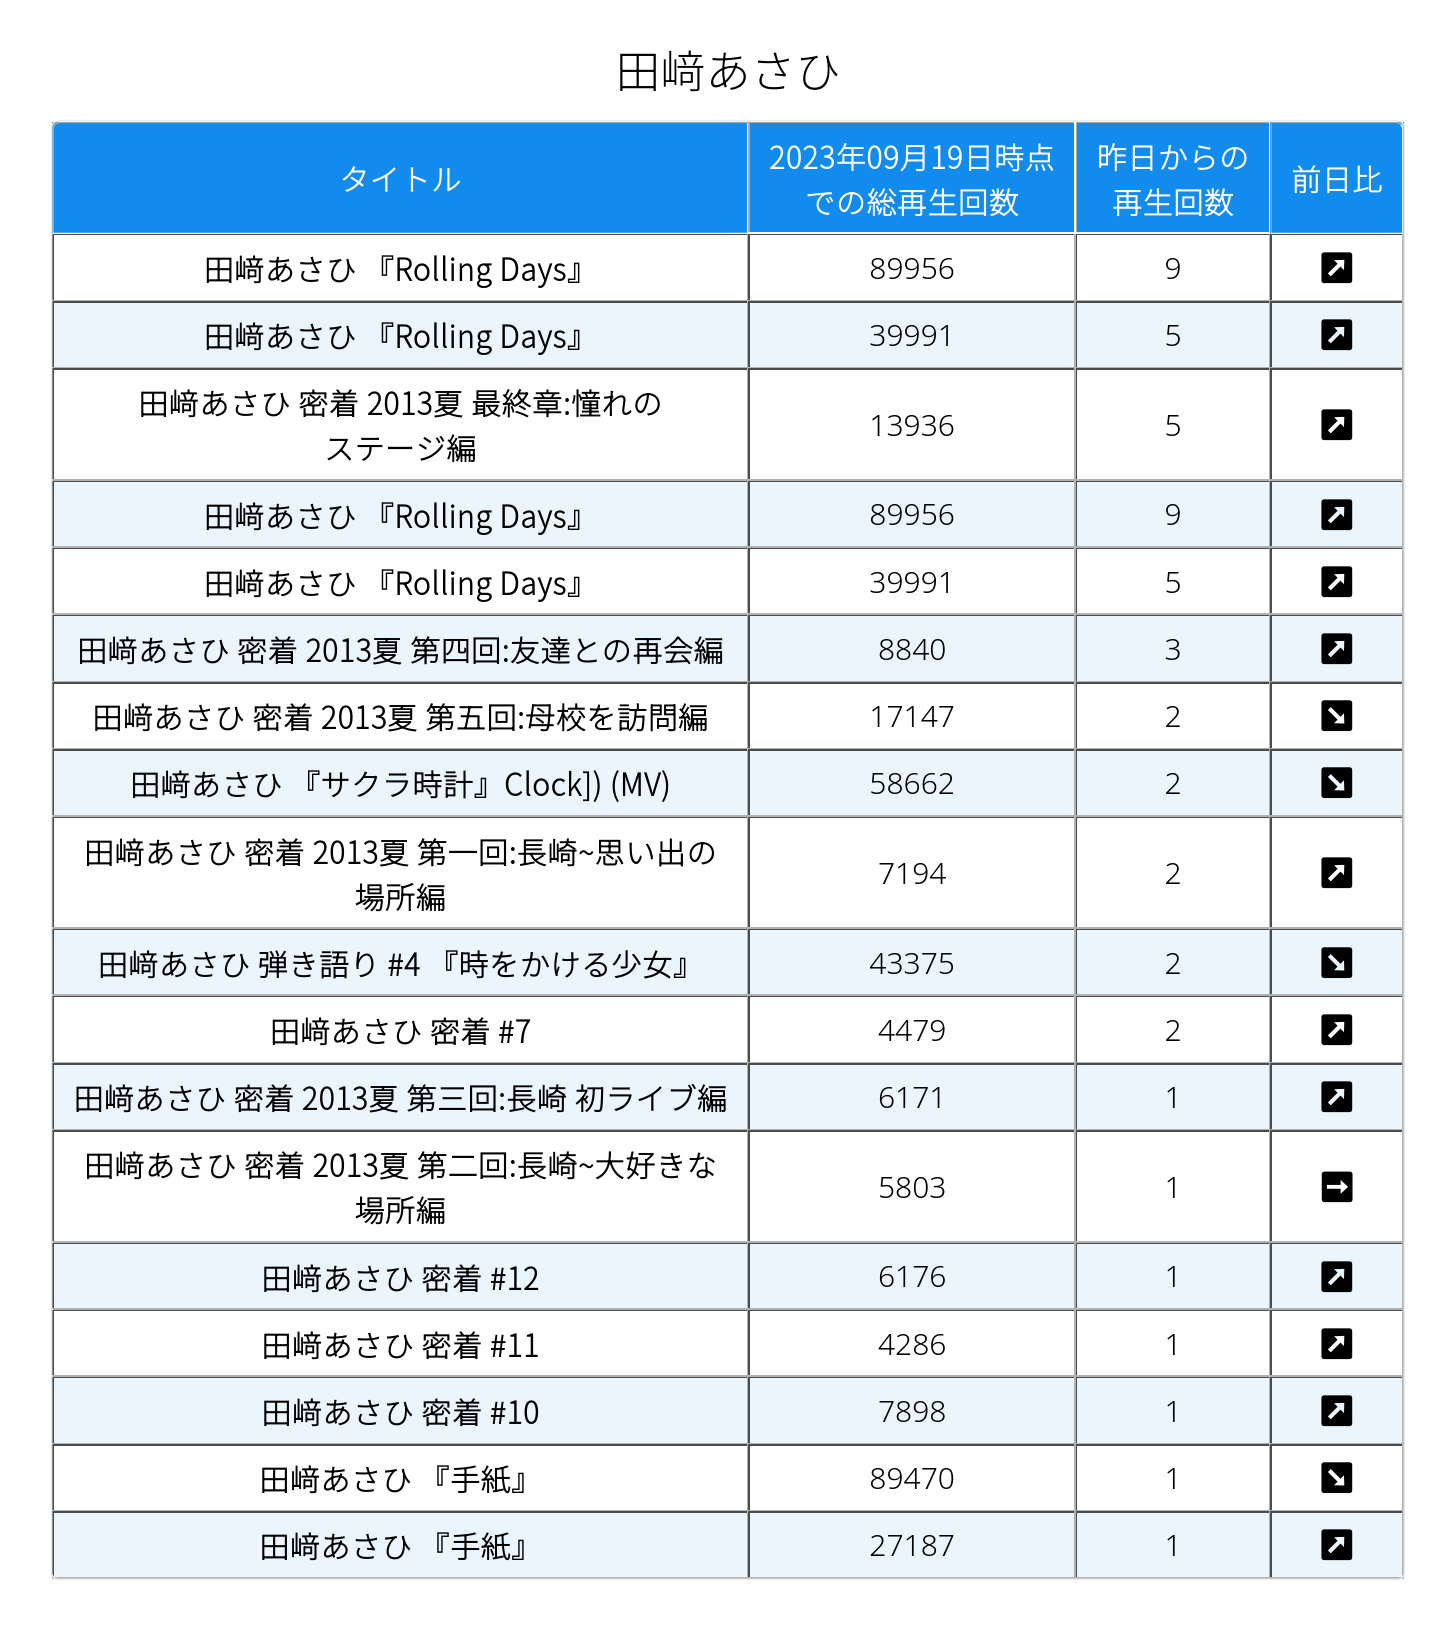 田﨑あさひ
タイトル
2023年09月19日時点
での総再生回数
昨日からの
再生回数
前日比
田﨑あさひ 『Rolling Days』 89956 9 ↗
田﨑あさひ 『Rolling Days』 39991 5 ↗
田﨑あさひ 密着 2013夏 最終章:憧れの
ステージ編
13936 5 ↗
田﨑あさひ 『Rolling Days』 89956 9 ↗
田﨑あさひ 『Rolling Days』 39991 5 ↗
田﨑あさひ 密着 2013夏 第四回:友達との再会編 8840 3 ↗
田﨑あさひ 密着 2013夏 第五回:母校を訪問編 17147 2 ↘
田﨑あさひ 『サクラ時計』Clock]) (MV) 58662 2 ↘
田﨑あさひ 密着 2013夏 第一回:長崎~思い出の
場所編
7194 2 ↗
田﨑あさひ 弾き語り #4 『時をかける少女』 43375 2 ↘
田﨑あさひ 密着 #7 4479 2 ↗
田﨑あさひ 密着 2013夏 第三回:長崎 初ライブ編 6171 1 ↗
田﨑あさひ 密着 2013夏 第二回:長崎~大好きな
場所編
5803 1 →
田﨑あさひ 密着 #12 6176 1 ↗
田﨑あさひ 密着 #11 4286 1 ↗
田﨑あさひ 密着 #10 7898 1 ↗
田﨑あさひ 『手紙』 89470 1 ↘
田﨑あさひ 『手紙』 27187 1 ↗